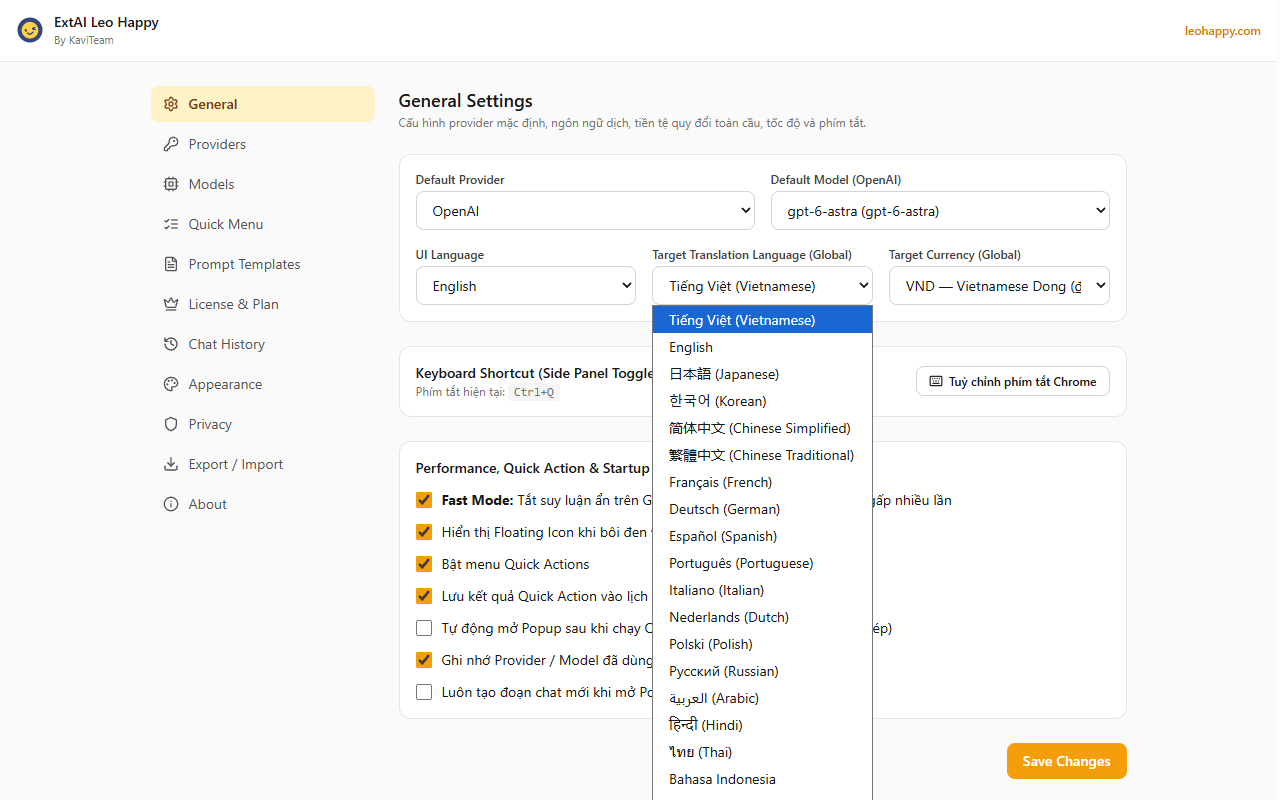 ExtAI Leo Happy
By KaviTeam
leohappy.com
General
Providers
Models
Quick Menu
Prompt Templates
License & Plan
Chat History
Appearance
Privacy
Export / Import
About
General Settings
Cấu hình provider mặc định, ngôn ngữ dịch, tiền tệ quy đổi toàn cầu, tốc độ và phím tắt.
Default Provider
OpenAI
Default Model (OpenAI)
gpt-6-astra (gpt-6-astra)
UI Language
English
Target Translation Language (Global)
Tiếng Việt (Vietnamese)
Target Currency (Global)
VND — Vietnamese Dong (₫
Tiếng Việt (Vietnamese)
English
日本語 (Japanese)
한국어 (Korean)
简体中文 (Chinese Simplified)
繁體中文 (Chinese Traditional)
Français (French)
Deutsch (German)
Español (Spanish)
Português (Portuguese)
Italiano (Italian)
Nederlands (Dutch)
Polski (Polish)
Русский (Russian)
العربية (Arabic)
हिन्दी (Hindi)
ไทย (Thai)
Bahasa Indonesia
Keyboard Shortcut (Side Panel Toggle
Phím tắt hiện tại: Ctrl+Q
Tuỳ chỉnh phím tắt Chrome
Performance, Quick Action & Startup
Fast Mode: Tắt suy luận ẩn trên G gấp nhiều lần
Hiển thị Floating Icon khi bôi đen
Bật menu Quick Actions
Lưu kết quả Quick Action vào lịch
Tự động mở Popup sau khi chạy ép)
Ghi nhớ Provider / Model đã dùng
Luôn tạo đoạn chat mới khi mở Po
Save Changes